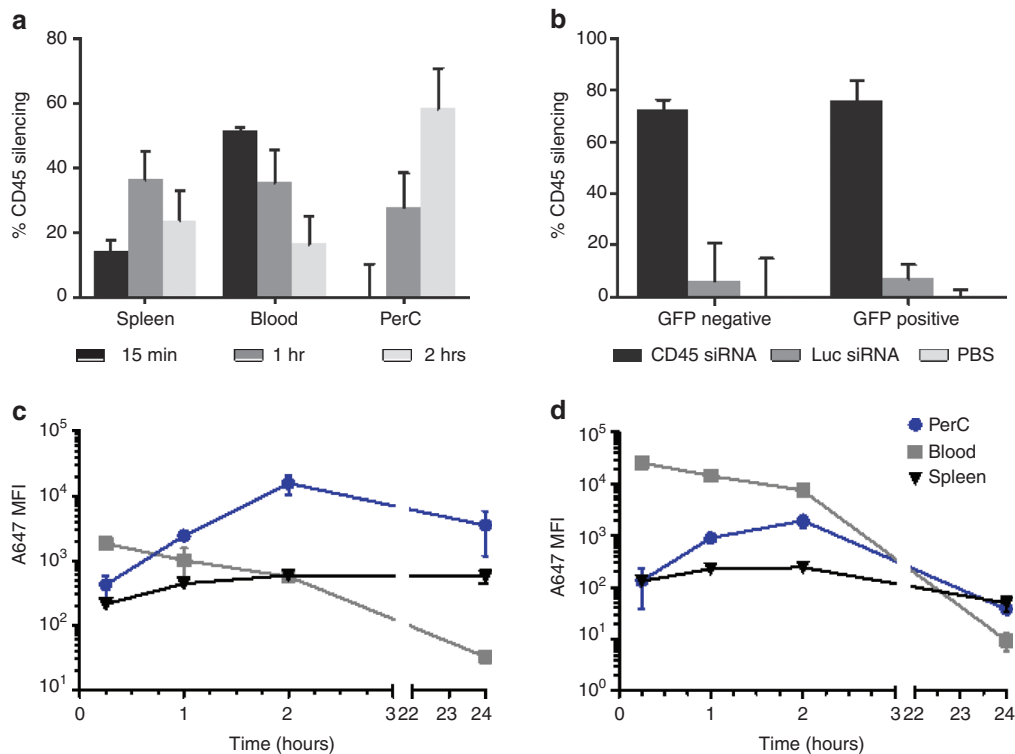 a
80
60
40
20
0
% CD45 silencing
Spleen
Blood
PerC
15 min
1 hr
2 hrs
b
100
80
60
40
20
0
% CD45 silencing
GFP negative
GFP positive
CD45 siRNA
Luc siRNA
PBS
c
10^5
10^4
10^3
10^2
10^1
A647 MFI
0
1
2
3
22
23
24
Time (hours)
d
10^5
10^4
10^3
10^2
10^1
10^0
A647 MFI
PerC
Blood
Spleen
0
1
2
3
22
23
24
Time (hours)